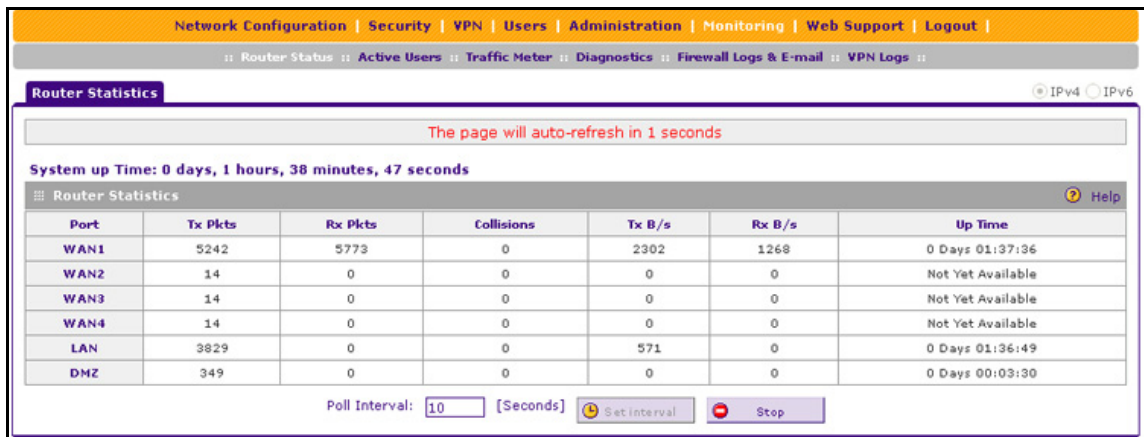 Network Configuration | Security | VPN | Users | Administration | Monitoring | Web Support | Logout |
:: Router Status :: Active Users :: Traffic Meter :: Diagnostics :: Firewall Logs & E-mail :: VPN Logs ::
Router Statistics IPv4 IPv6
The page will auto-refresh in 1 seconds
System up Time: 0 days, 1 hours, 38 minutes, 47 seconds
Router Statistics ? Help
Port Tx Pkts Rx Pkts Collisions Tx B/s Rx B/s Up Time
WAN1 5242 5773 0 2302 1268 0 Days 01:37:36
WAN2 14 0 0 0 0 Not Yet Available
WAN3 14 0 0 0 0 Not Yet Available
WAN4 14 0 0 0 0 Not Yet Available
LAN 3829 0 0 571 0 0 Days 01:36:49
DMZ 349 0 0 0 0 0 Days 00:03:30
Poll Interval: 10 [Seconds] Set interval Stop